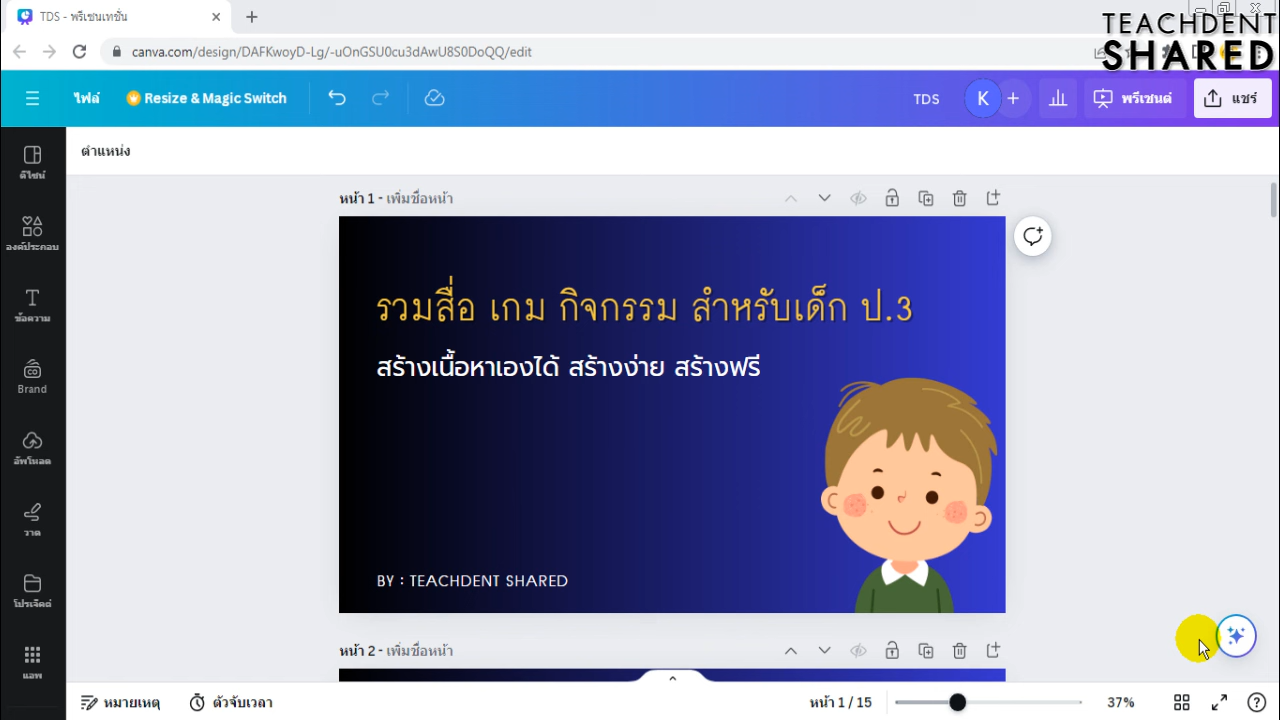 TDS - พรีเซนเทชั่น
TEACHDENT
SHARED
canva.com/design/DAFKwoyD-Lg/-uOnGSU0cu3dAwU8S0DoQQ/edit
ไฟล์
Resize & Magic Switch
TDS
K
พรีเซนต์
แชร์
ตำแหน่ง
ดีไซน์
องค์ประกอบ
ข้อความ
Brand
อัพโหลด
วาด
โปรเจ็คต์
แอพ
หน้า 1 - เพิ่มชื่อหน้า
รวมสื่อ เกม กิจกรรม สำหรับเด็ก ป.3
สร้างเนื้อหาเองได้ สร้างง่าย สร้างฟรี
BY : TEACHDENT SHARED
หน้า 2 - เพิ่มชื่อหน้า
หมายเหตุ
ตัวจับเวลา
หน้า 1 / 15
37%